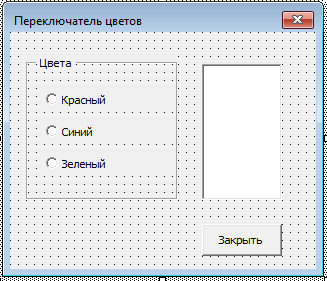 Переключатель цветов
Цвета
Красный
Синий
Зеленый
Закрыть